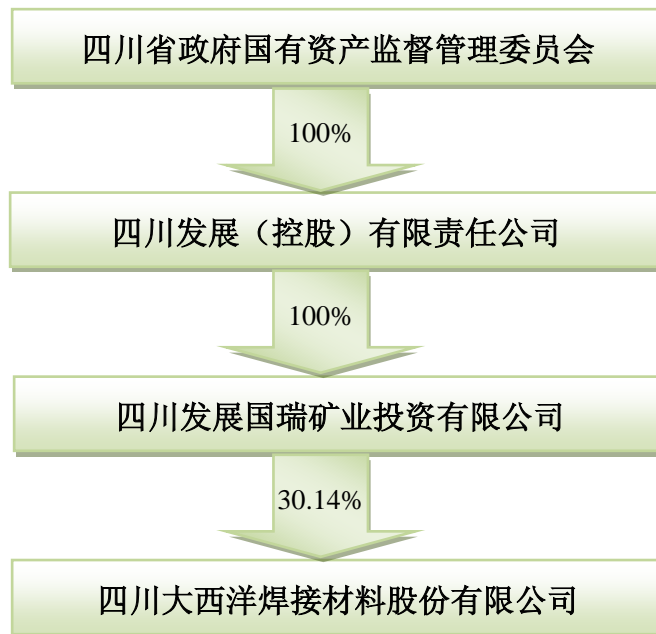 四川省政府国有资产监督管理委员会
100%
四川发展（控股）有限责任公司
100%
四川发展国瑞矿业投资有限公司
30.14%
四川大西洋焊接材料股份有限公司